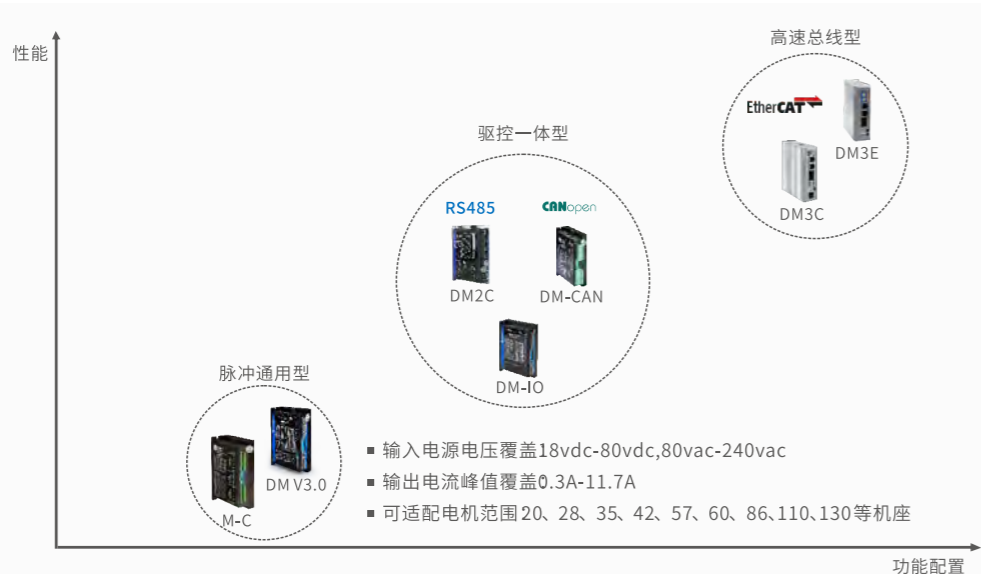 性能
高速总线型
EtherCAT
DM3E
DM3C
驱控一体型
RS485
CANopen
DM2C
DM-CAN
DM-IO
脉冲通用型
DM V3.0
M-C
▪ 输入电源电压覆盖18vdc-80vdc,80vac-240vac
▪ 输出电流峰值覆盖0.3A-11.7A
▪ 可适配电机范围20、28、35、42、57、60、86、110、130等机座
功能配置